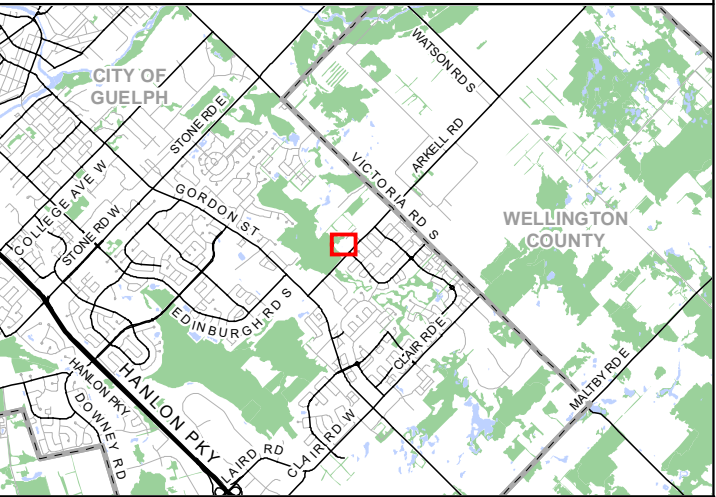 WATSON RD S
CITY OF
GUELPH
STONE RD E
ARKELL RD
VICTORIA RD S
COLLEGE AVE W
GORDON ST
STONE RD W
WELLINGTON
COUNTY
EDINBURGH RD S
CLAIR RD E
HANLON PKY
HANLON PKY
MALTBY RD E
DOWNEY RD
LAIRD RD
CLAIR RD W